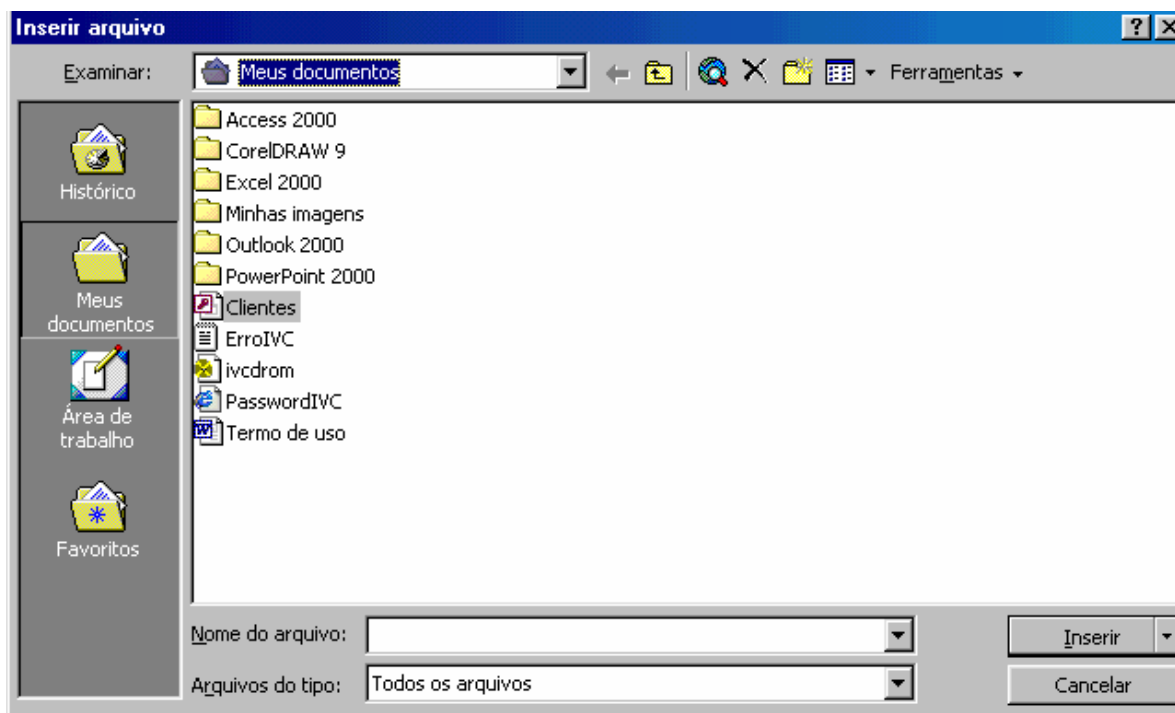 Inserir arquivo
Examinar:
Meus documentos
Ferramentas
Histórico
Meus
documentos
Área de
trabalho
Favoritos
Access 2000
CorelDRAW 9
Excel 2000
Minhas imagens
Outlook 2000
PowerPoint 2000
Clientes
ErroIVC
ivcdrom
PasswordIVC
Termo de uso
Nome do arquivo:
Inserir
Arquivos do tipo:
Todos os arquivos
Cancelar